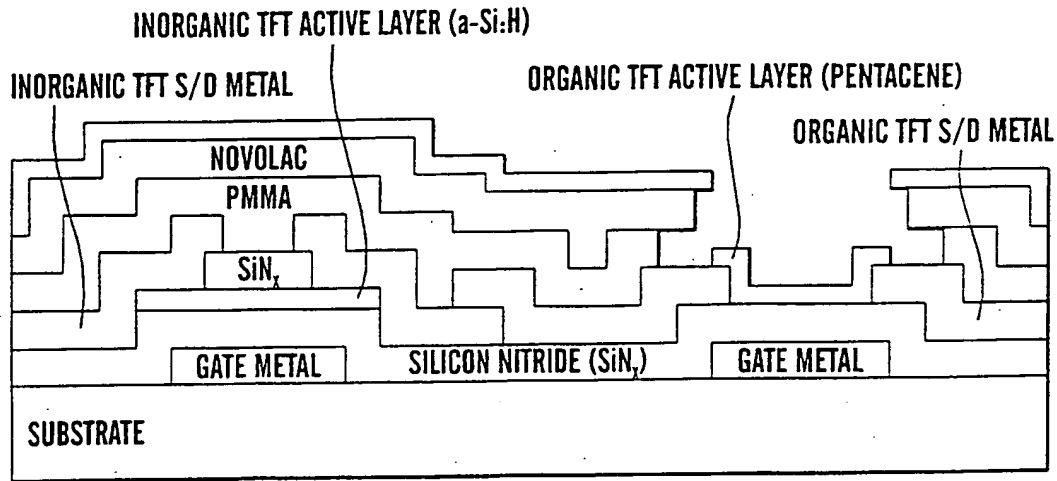 INORGANIC TFT ACTIVE LAYER (a-Si:H)
INORGANIC TFT S/D METAL
ORGANIC TFT ACTIVE LAYER (PENTACENE)
ORGANIC TFT S/D METAL
NOVOLAC
PMMA
SiNx
GATE METAL
SILICON NITRIDE (SiNx)
GATE METAL
SUBSTRATE